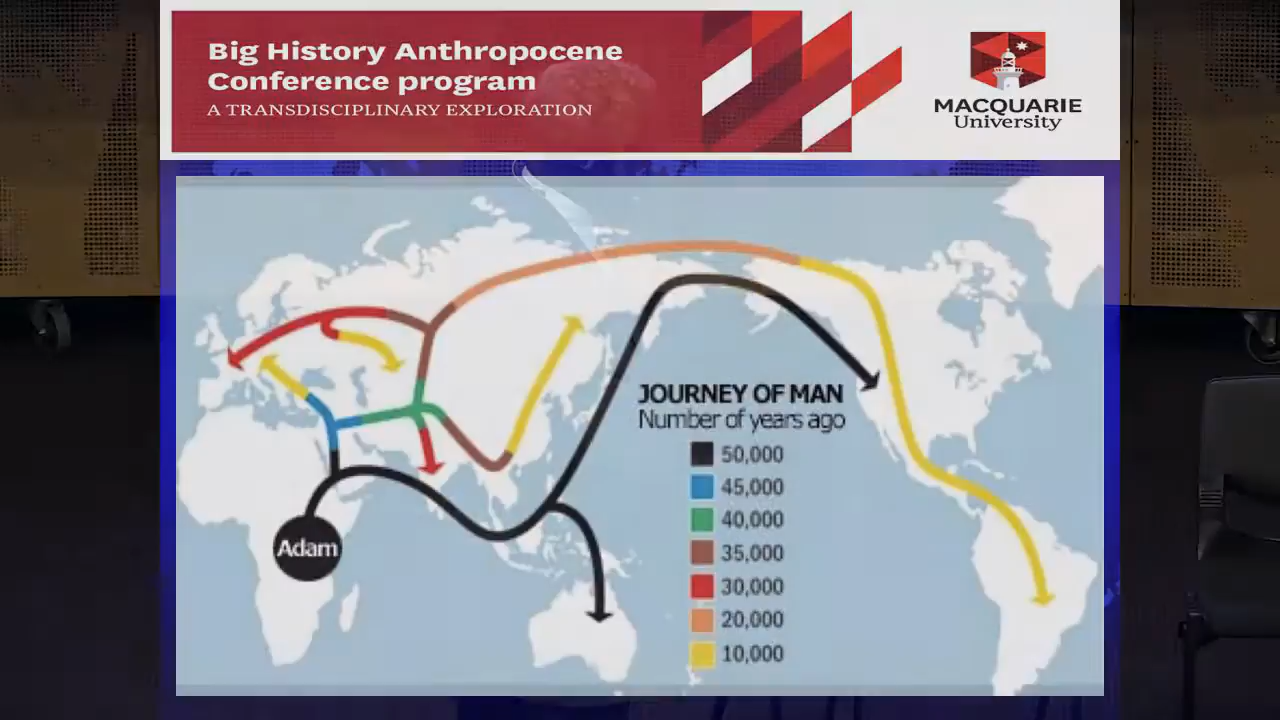 Big History Anthropocene
Conference program
A TRANSDISCIPLINARY EXPLORATION
MACQUARIE
University
JOURNEY OF MAN
Number of years ago
50,000
45,000
40,000
35,000
30,000
20,000
10,000
Adam